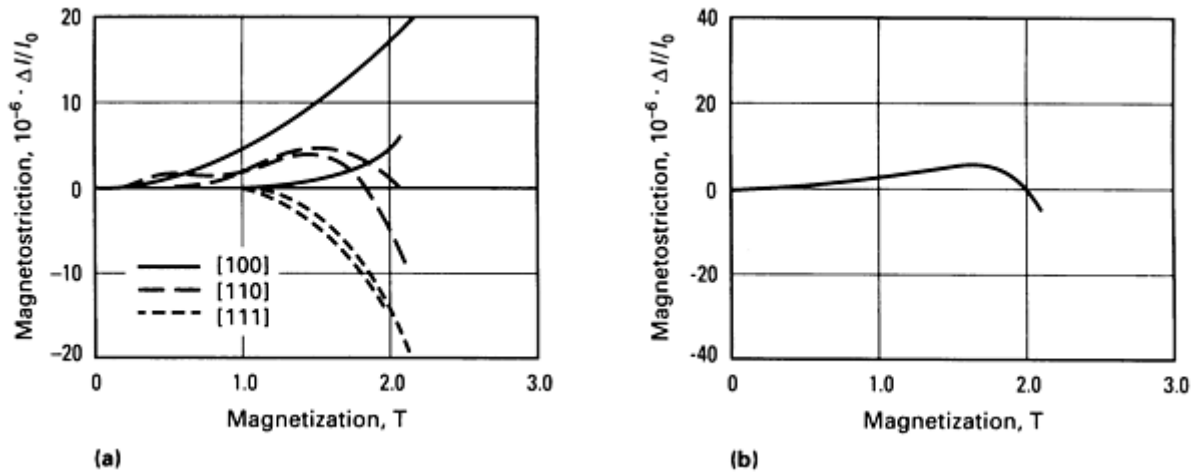 Magnetostriction, 10⁻⁶ · Δl/l₀
20
10
0
−10
−20
[100]
[110]
[111]
0 1.0 2.0 3.0
Magnetization, T
(a)
Magnetostriction, 10⁻⁶ · Δl/l₀
40
20
0
-20
-40
0 1.0 2.0 3.0
Magnetization, T
(b)